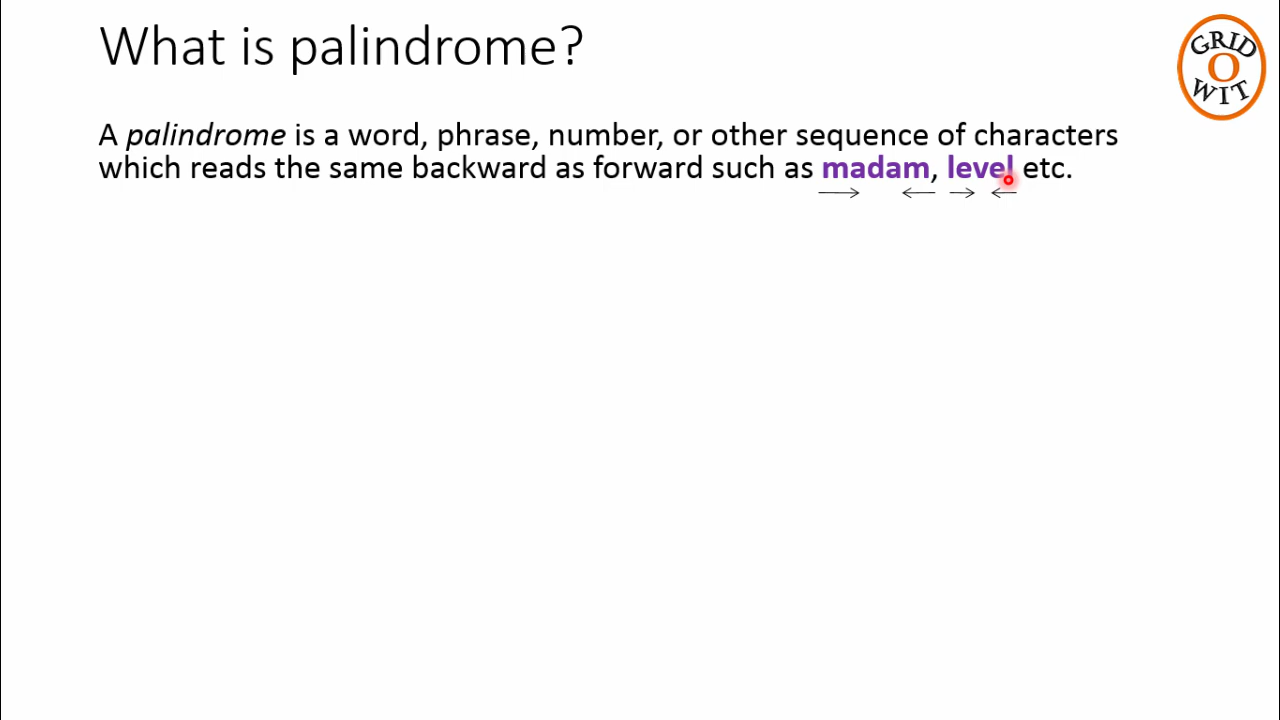 What is palindrome?
GRID
O
WIT
A palindrome is a word, phrase, number, or other sequence of characters
which reads the same backward as forward such as madam, level etc.